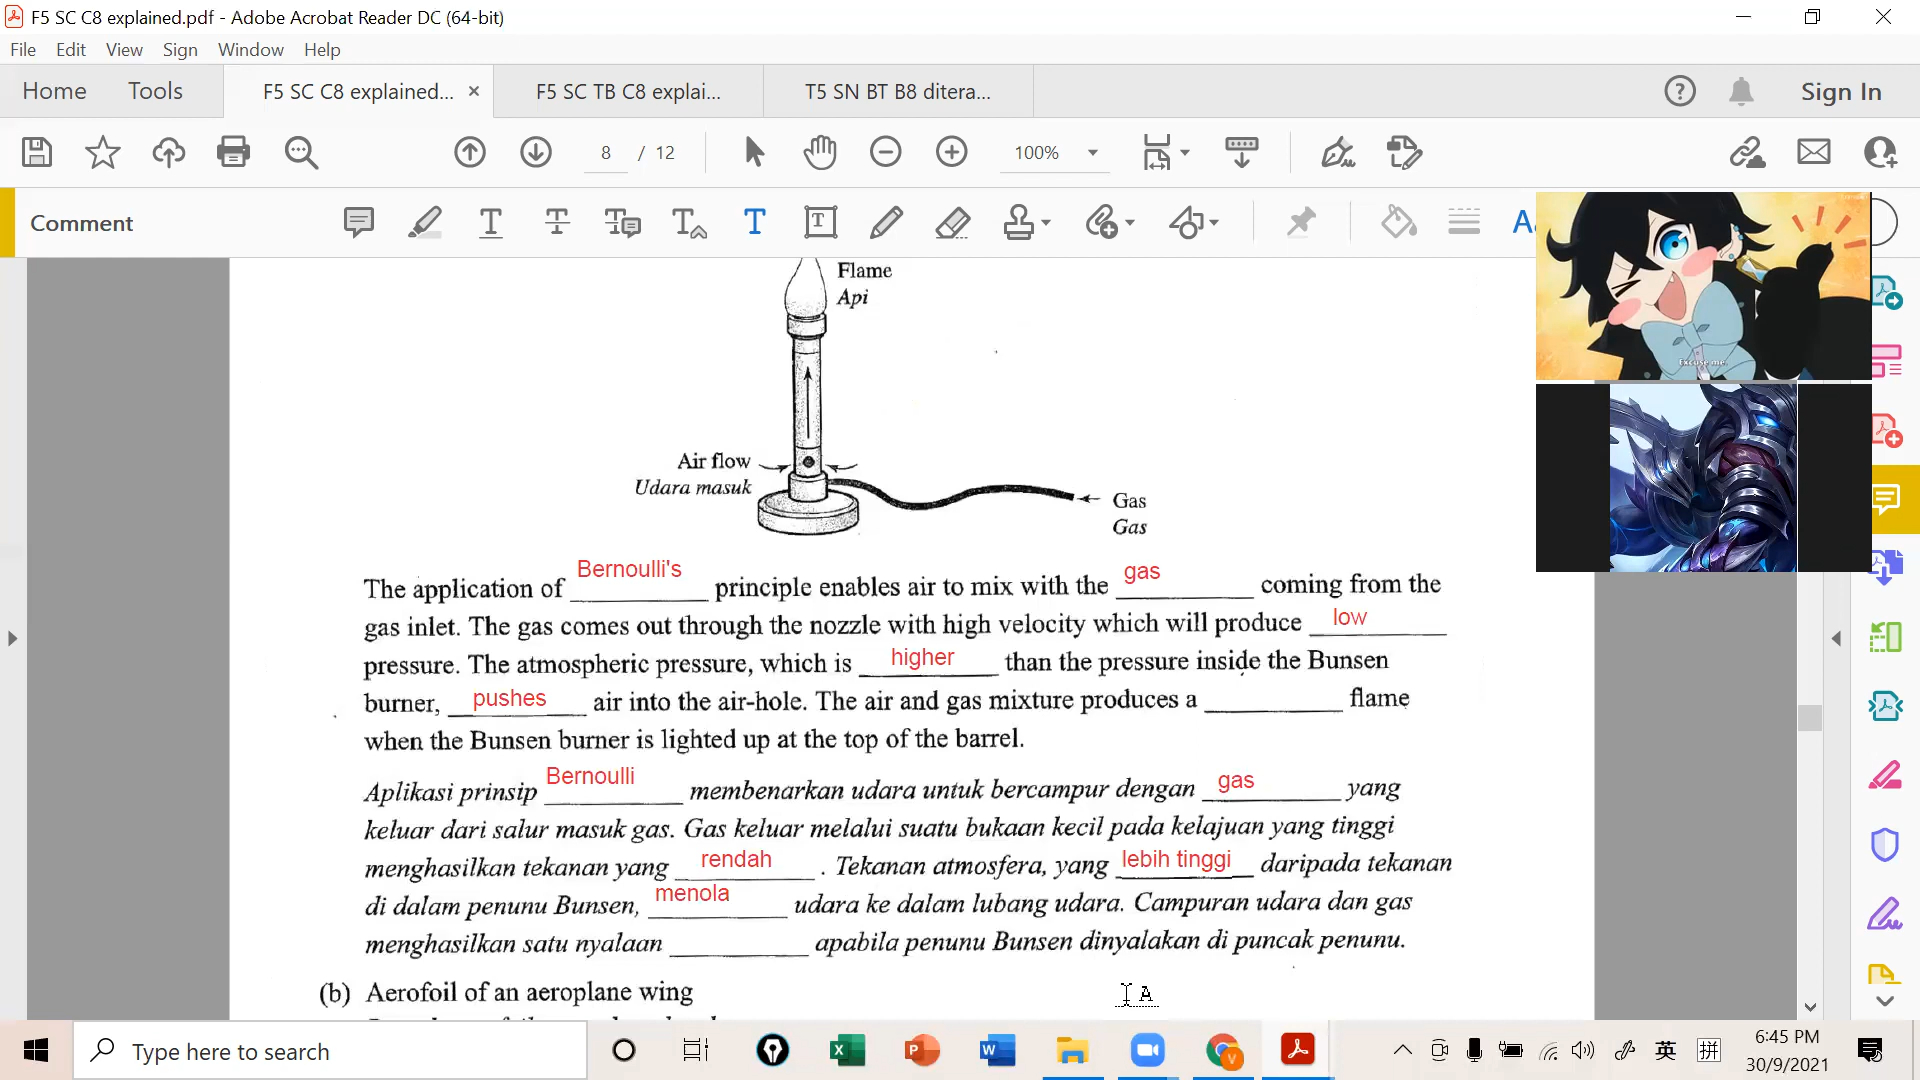 F5 SC C8 explained.pdf - Adobe Acrobat Reader DC (64-bit)
File Edit View Sign Window Help
Home Tools F5 SC C8 explained... × F5 SC TB C8 explai... T5 SN BT B8 ditera... Sign In
8 / 12 100%
Comment
Excuse me.
Flame
Api
Air flow
Udara masuk
Gas
Gas
The application of Bernoulli's principle enables air to mix with the gas coming from the
gas inlet. The gas comes out through the nozzle with high velocity which will produce low
pressure. The atmospheric pressure, which is higher than the pressure inside the Bunsen
burner, pushes air into the air-hole. The air and gas mixture produces a __________ flame
when the Bunsen burner is lighted up at the top of the barrel.
Aplikasi prinsip Bernoulli membenarkan udara untuk bercampur dengan gas yang
keluar dari salur masuk gas. Gas keluar melalui suatu bukaan kecil pada kelajuan yang tinggi
menghasilkan tekanan yang rendah . Tekanan atmosfera, yang lebih tinggi daripada tekanan
di dalam penunu Bunsen, menola udara ke dalam lubang udara. Campuran udara dan gas
menghasilkan satu nyalaan __________ apabila penunu Bunsen dinyalakan di puncak penunu.
(b) Aerofoil of an aeroplane wing
Type here to search
英 拼
6:45 PM
30/9/2021